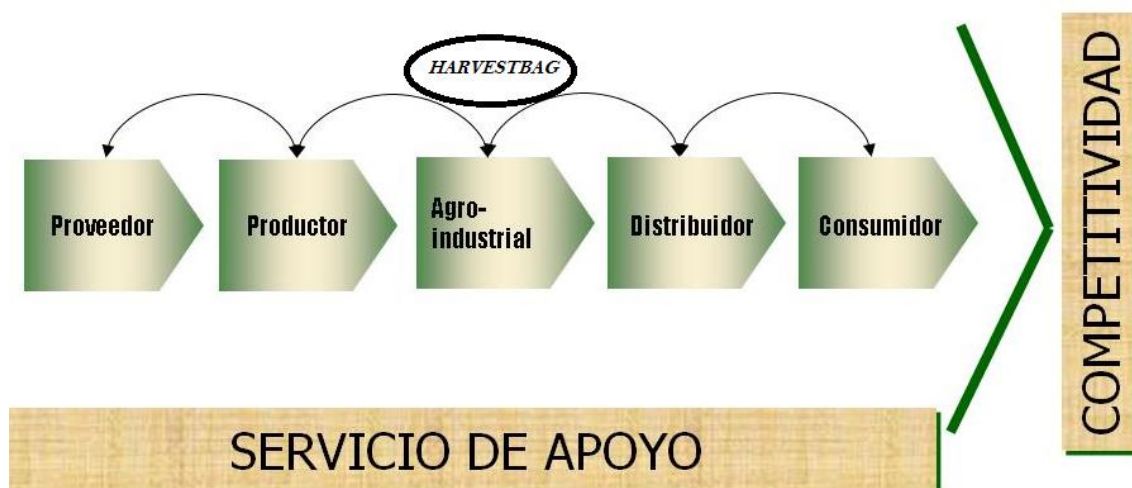 HARVESTBAG
Proveedor
Productor
Agro-
industrial
Distribuidor
Consumidor
SERVICIO DE APOYO
COMPETITIVIDAD